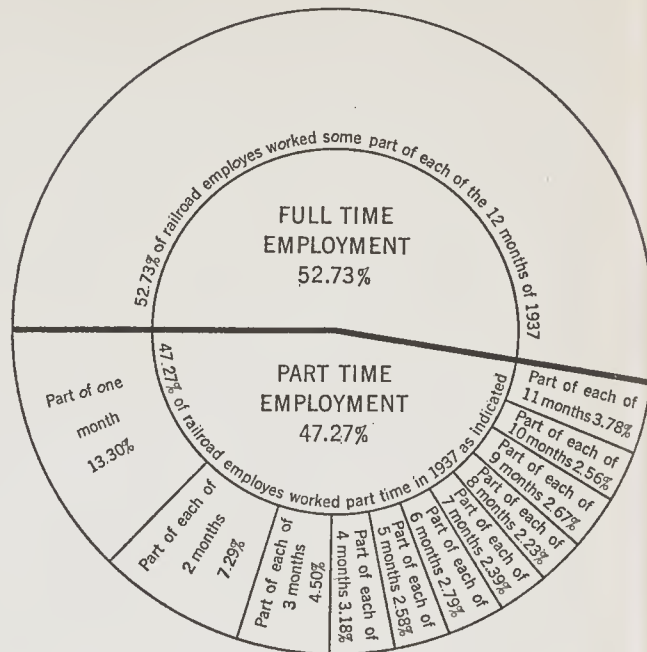 52.73% of railroad employes worked some part of each of the 12 months of 1937
FULL TIME
EMPLOYMENT
52.73%
PART TIME
EMPLOYMENT
47.27%
47.27% of railroad employes worked part time in 1937 as indicated
Part of one
month
13.30%
Part of each of
2 months
7.29%
Part of each of
3 months
4.50%
Part of each of
4 months 3.18%
Part of each of
5 months 2.58%
Part of each of
6 months 2.79%
Part of each of
7 months 2.39%
Part of each of
8 months 2.23%
Part of each of
9 months 2.67%
Part of each of
10 months 2.56%
Part of each of
11 months 3.78%